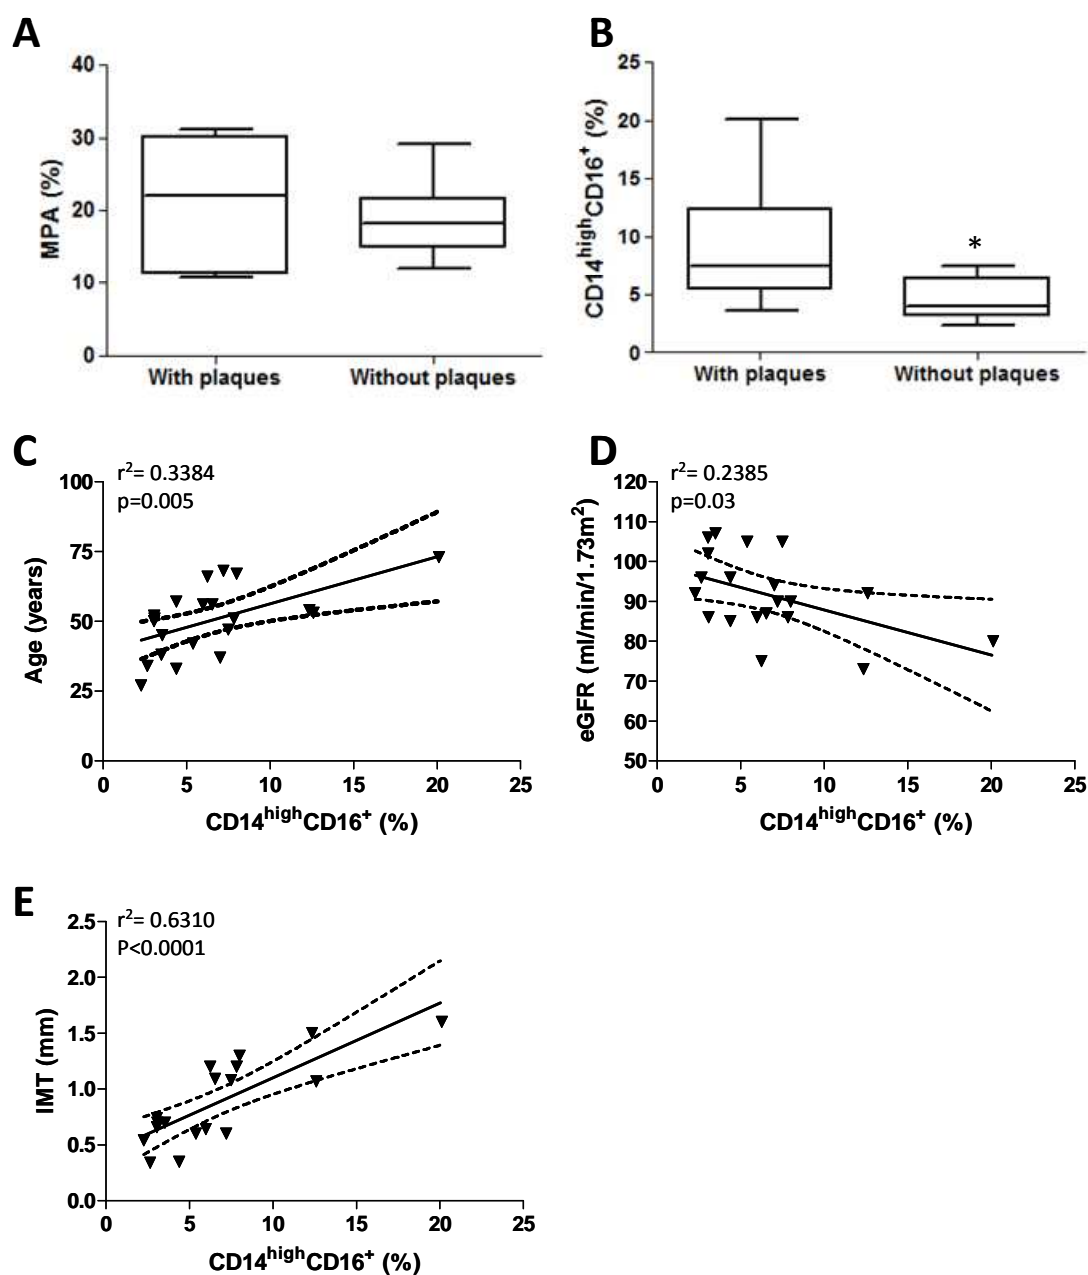 A
40
30
20
10
0
MPA (%)
With plaques
Without plaques
B
25
20
15
10
5
0
CD14highCD16+ (%)
*
With plaques
Without plaques
C
r2= 0.3384
p=0.005
100
75
50
25
0
Age (years)
0 5 10 15 20 25
CD14highCD16+ (%)
D
r2= 0.2385
p=0.03
120
110
100
90
80
70
60
50
eGFR (ml/min/1.73m2)
0 5 10 15 20 25
CD14highCD16+ (%)
E
r2= 0.6310
P<0.0001
2.5
2.0
1.5
1.0
0.5
0.0
IMT (mm)
0 5 10 15 20 25
CD14highCD16+ (%)